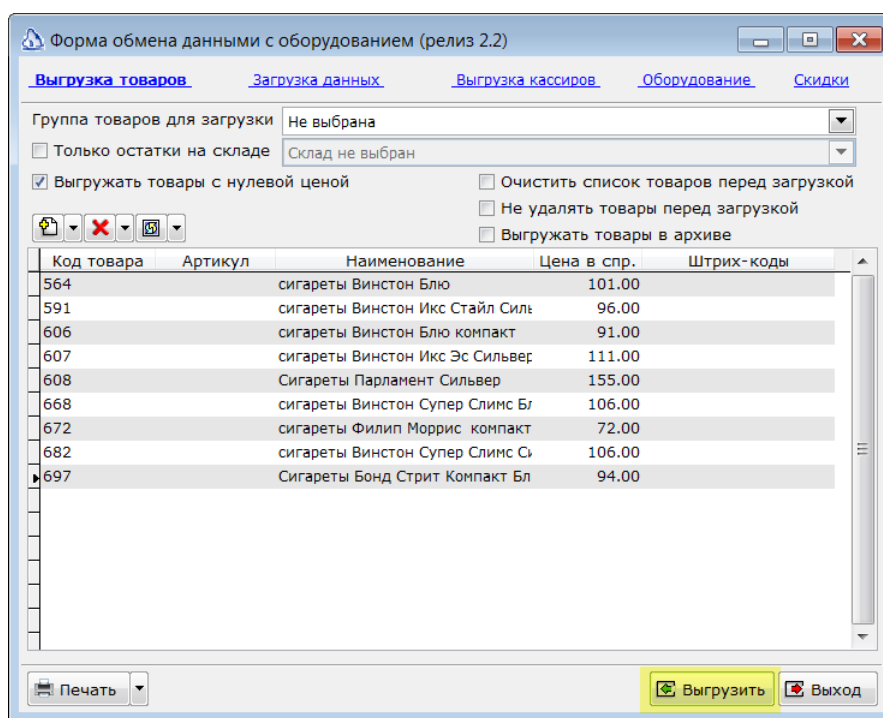 Форма обмена данными с оборудованием (релиз 2.2)
Выгрузка товаров Загрузка данных Выгрузка кассиров Оборудование Скидки
Группа товаров для загрузки Не выбрана
Только остатки на складе Склад не выбран
Выгружать товары с нулевой ценой Очистить список товаров перед загрузкой
Не удалять товары перед загрузкой
Выгружать товары в архиве
Код товара Артикул Наименование Цена в спр. Штрих-коды
564 сигареты Винстон Блю 101.00
591 сигареты Винстон Икс Стайл Силь 96.00
606 сигареты Винстон Блю компакт 91.00
607 сигареты Винстон Икс Эс Сильвер 111.00
608 Сигареты Парламент Сильвер 155.00
668 сигареты Винстон Супер Слимс Бл 106.00
672 сигареты Филип Моррис компакт 72.00
682 сигареты Винстон Супер Слимс Си 106.00
697 Сигареты Бонд Стрит Компакт Бл 94.00
Печать Выгрузить Выход